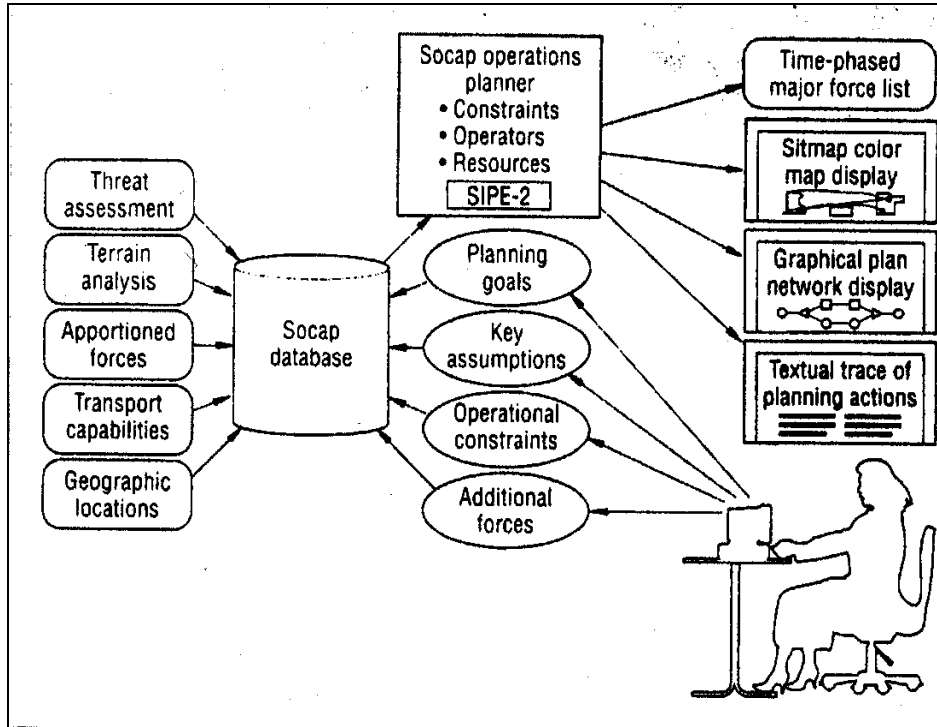 Socap operations
planner
• Constraints
• Operators
• Resources
SIPE-2
Time-phased
major force list
Sitmap color
map display
Graphical plan
network display
Textual trace of
planning actions
Threat
assessment
Terrain
analysis
Apportioned
forces
Transport
capabilities
Geographic
locations
Socap
database
Planning
goals
Key
assumptions
Operational
constraints
Additional
forces